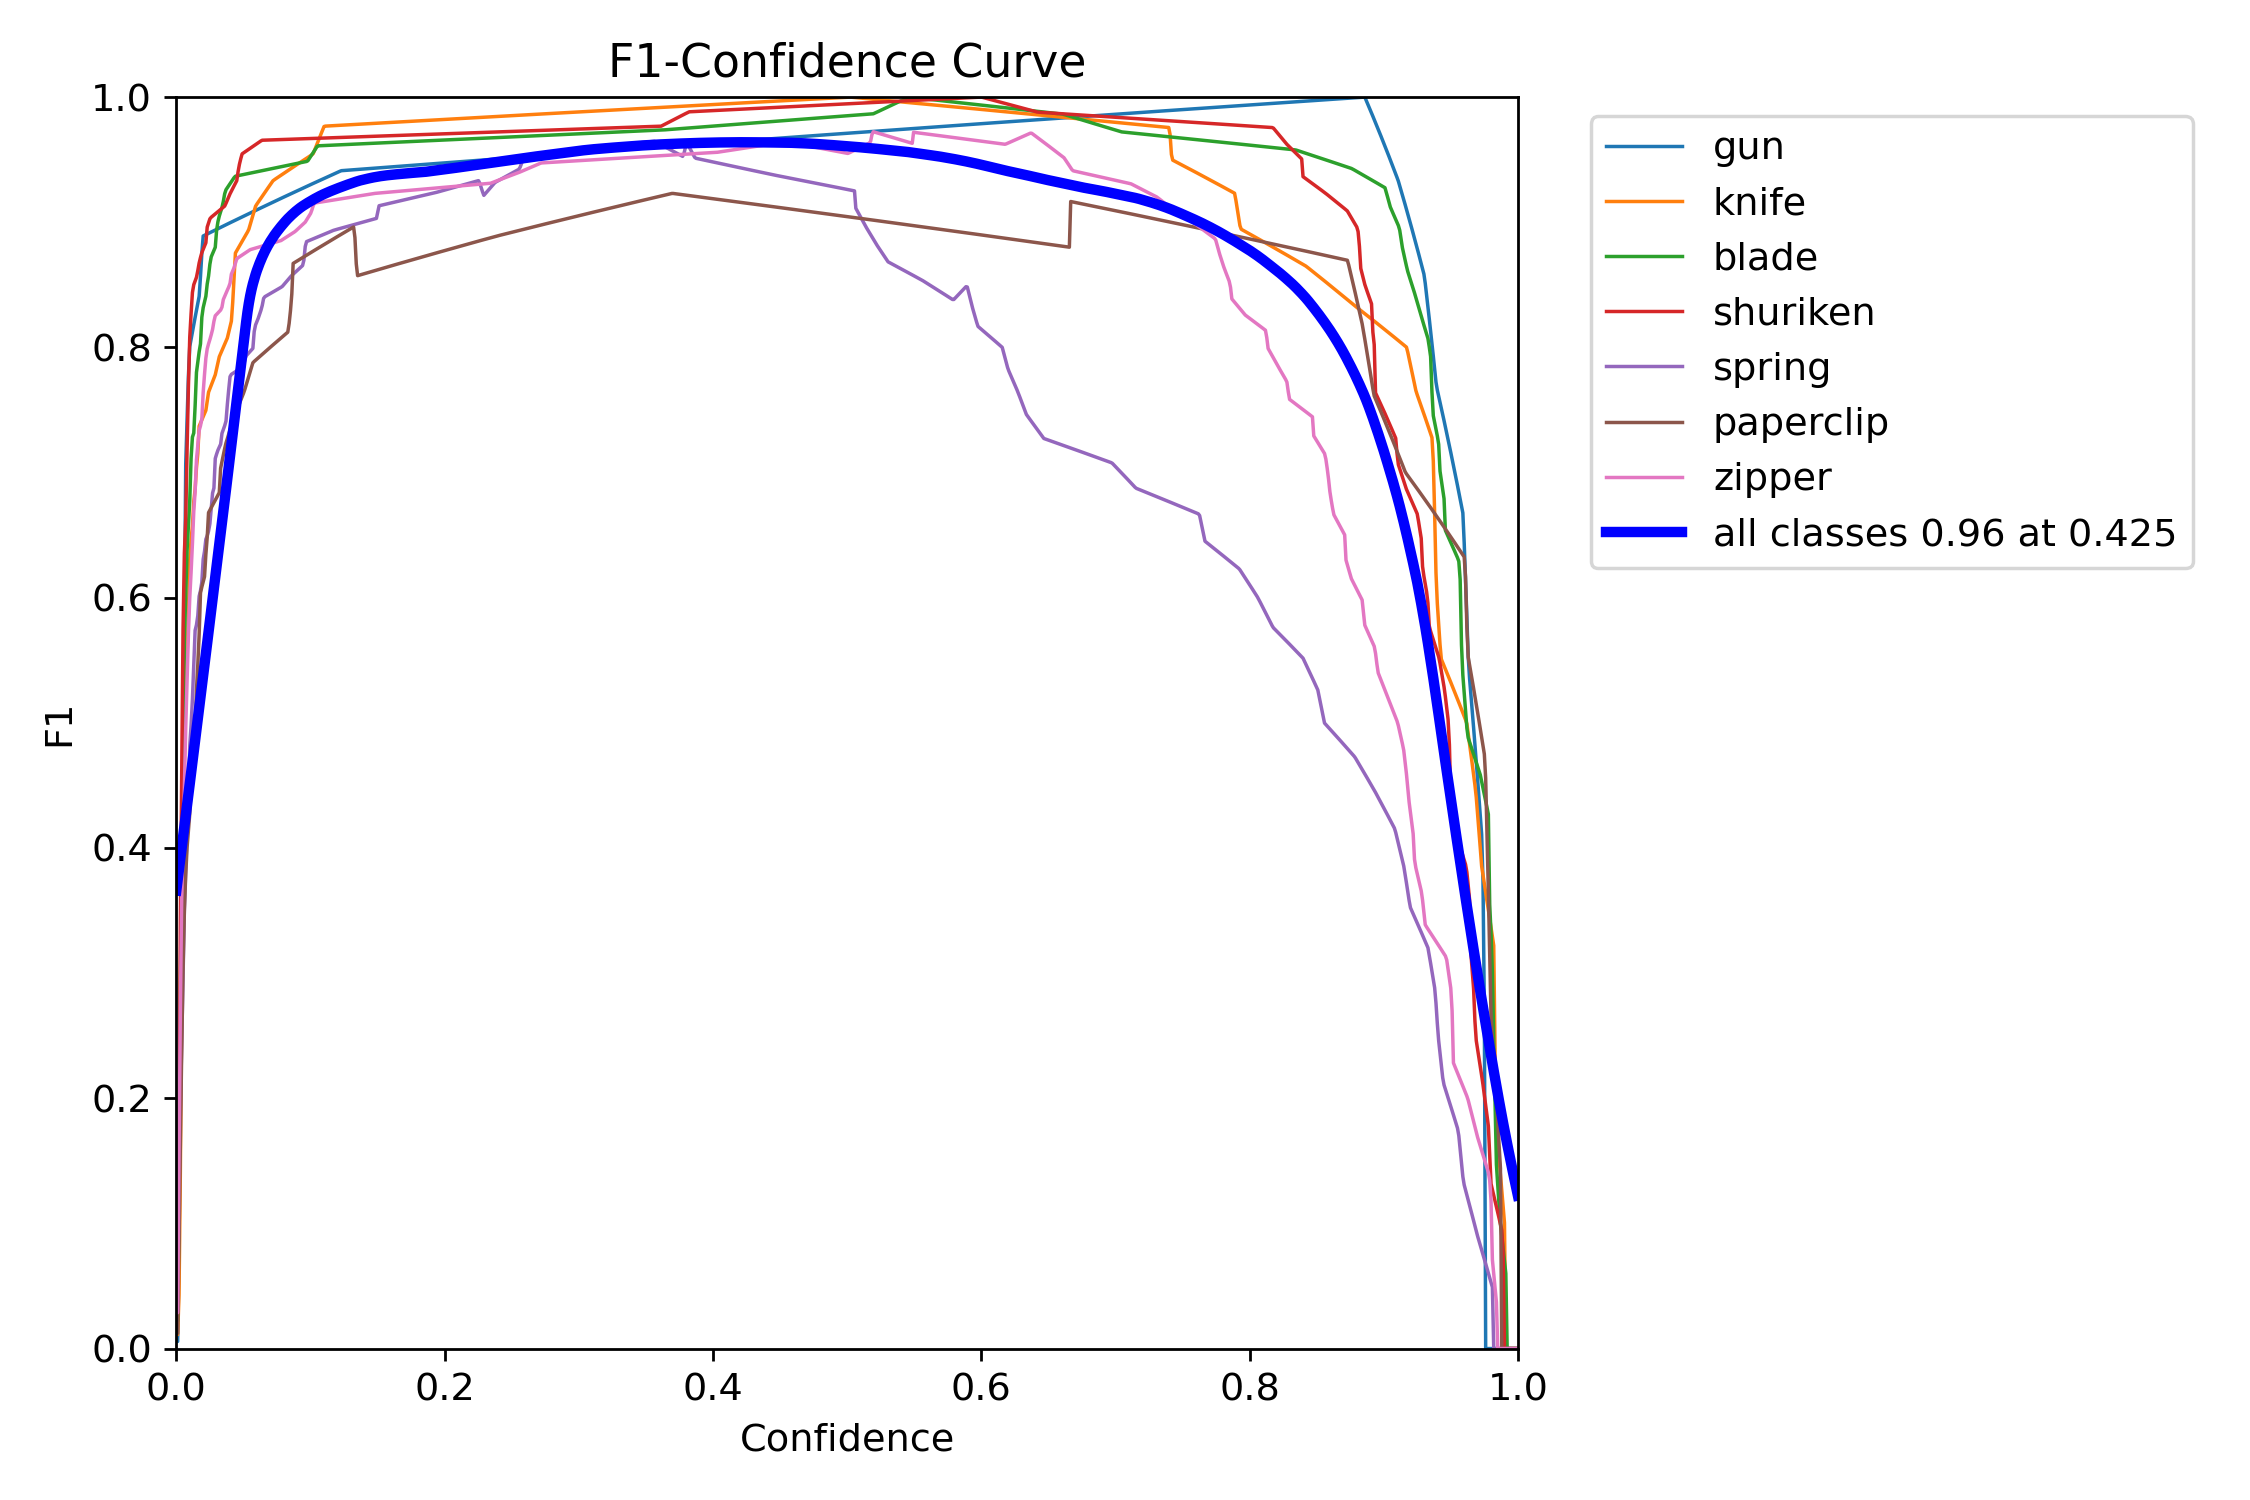 F1-Confidence Curve
1.0
0.8
0.6
0.4
0.2
0.0
F1
0.0 0.2 0.4 0.6 0.8 1.0
Confidence
gun
knife
blade
shuriken
spring
paperclip
zipper
all classes 0.96 at 0.425